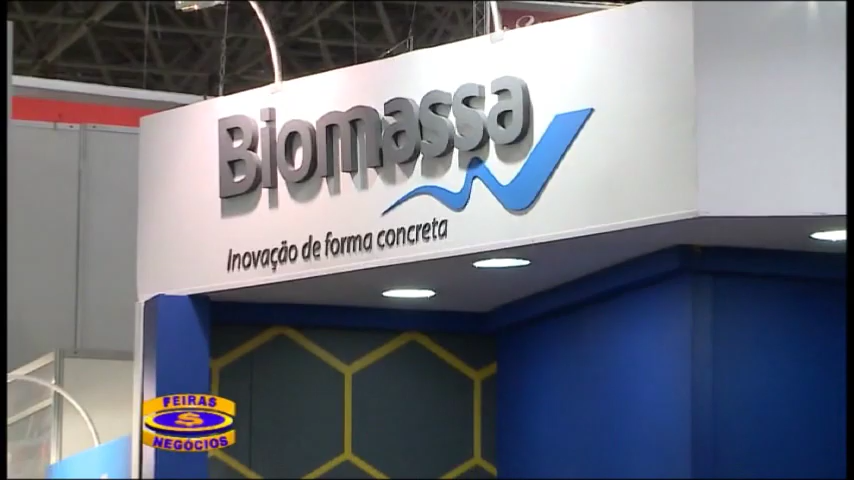 Biomassa
Inovação de forma concreta
FEIRAS
$
NEGÓCIOS